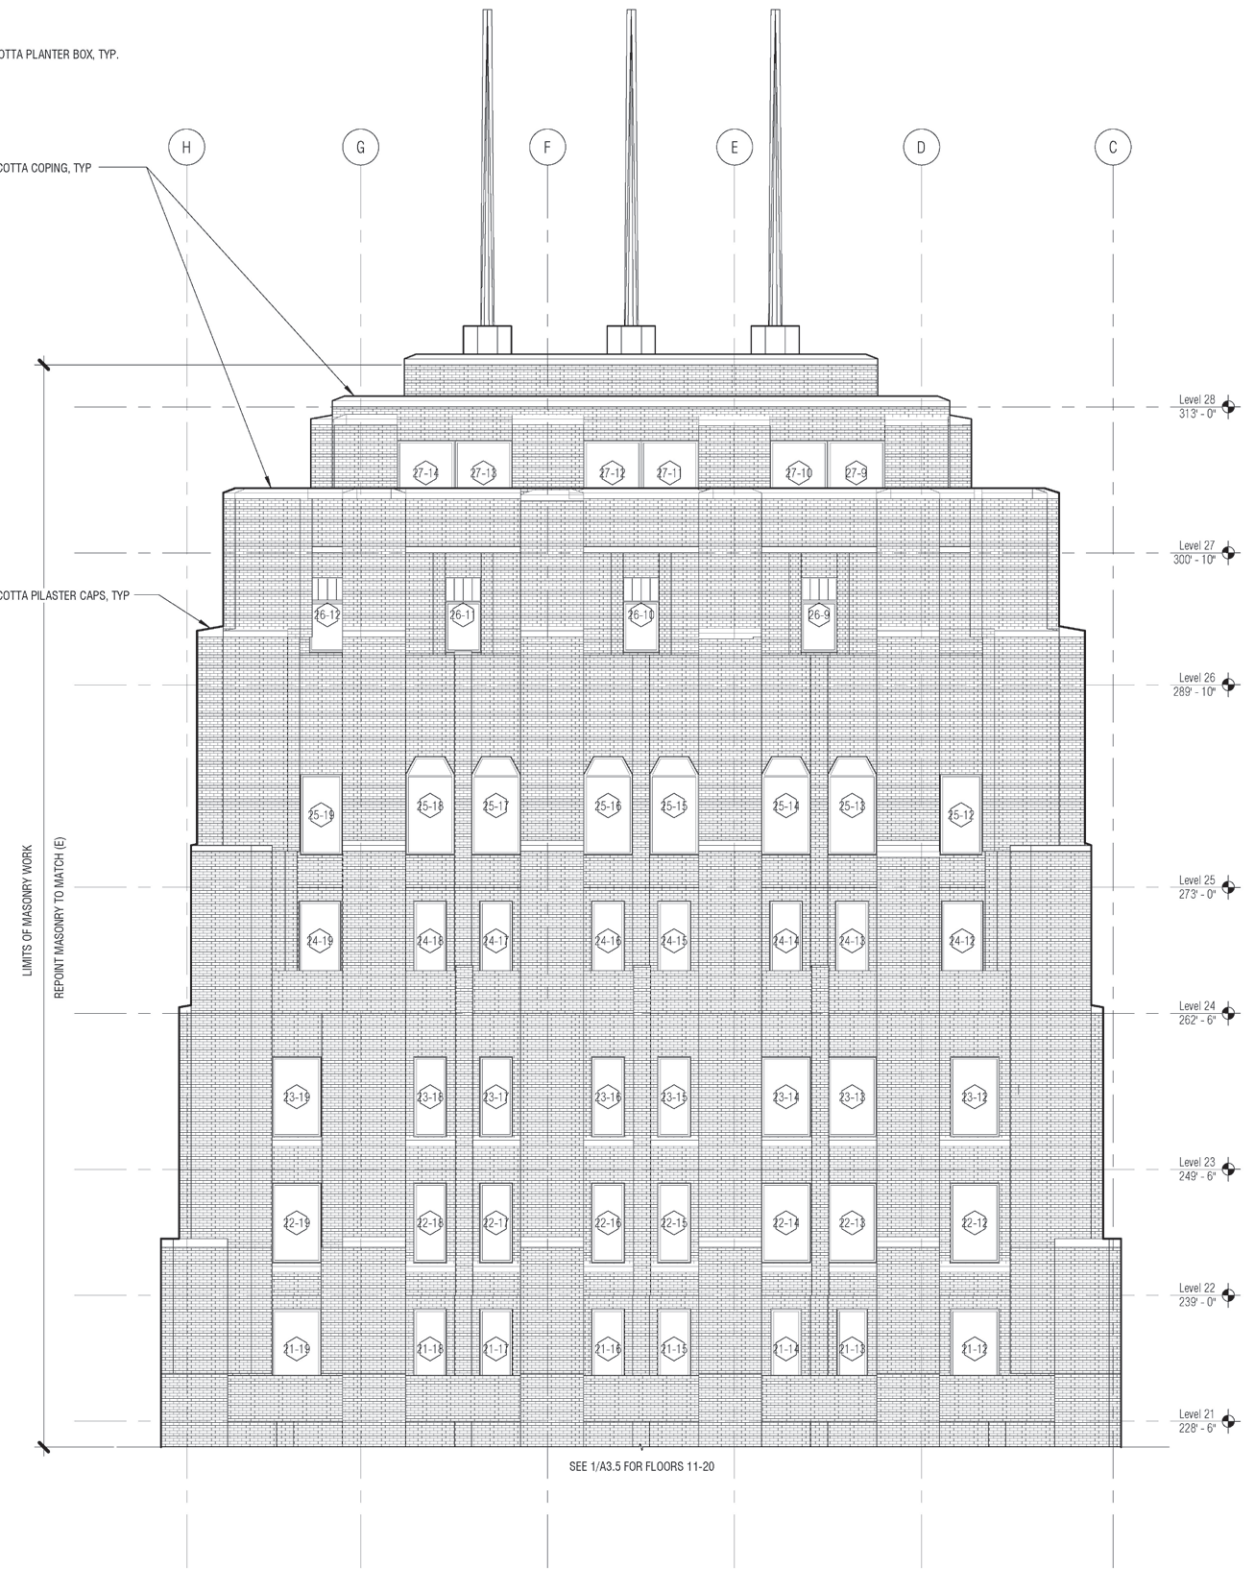 OTTA PLANTER BOX, TYP.
H G F E D C
COTTA COPING, TYP
Level 28
313' - 0"
27-14 27-13 27-12 27-11 27-10 27-9
Level 27
300' - 10"
COTTA PILASTER CAPS, TYP
26-12 26-11 26-10 26-9
Level 26
289' - 10"
25-19 25-18 25-17 25-16 25-15 25-14 25-13 25-12
LIMITS OF MASONRY WORK
REPOINT MASONRY TO MATCH (E)
Level 25
273' - 0"
24-19 24-18 24-17 24-16 24-15 24-14 24-13 24-12
Level 24
262' - 6"
23-19 23-18 23-17 23-16 23-15 23-14 23-13 23-12
Level 23
249' - 6"
22-19 22-18 22-17 22-16 22-15 22-14 22-13 22-12
Level 22
239' - 0"
21-19 21-18 21-17 21-16 21-15 21-14 21-13 21-12
Level 21
228' - 6"
SEE 1/A3.5 FOR FLOORS 11-20